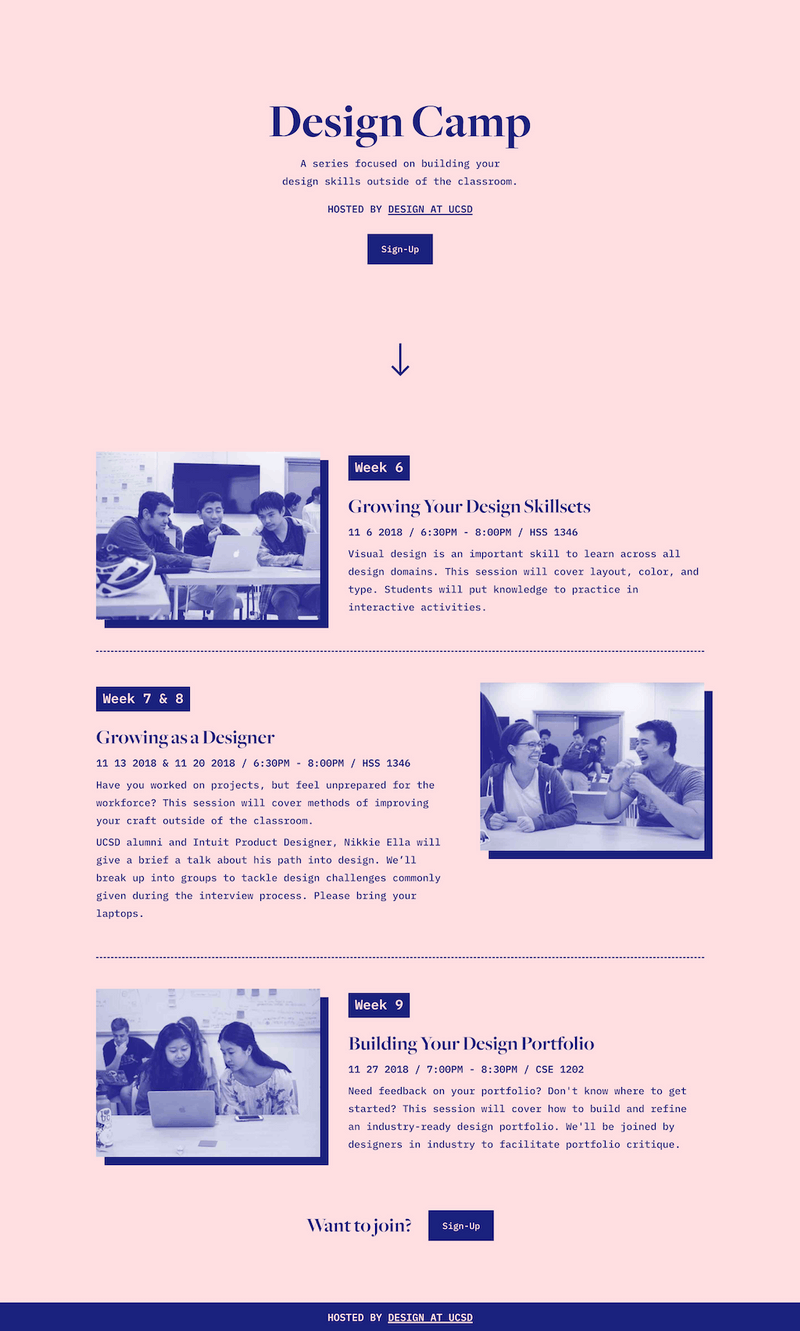 Design Camp
A series focused on building your
design skills outside of the classroom.
HOSTED BY DESIGN AT UCSD
Sign-Up
Week 6
Growing Your Design Skillsets
11 6 2018 / 6:30PM - 8:00PM / HSS 1346
Visual design is an important skill to learn across all
design domains. This session will cover layout, color, and
type. Students will put knowledge to practice in
interactive activities.
Week 7 & 8
Growing as a Designer
11 13 2018 & 11 20 2018 / 6:30PM - 8:00PM / HSS 1346
Have you worked on projects, but feel unprepared for the
workforce? This session will cover methods of improving
your craft outside of the classroom.
UCSD alumni and Intuit Product Designer, Nikkie Ella will
give a brief a talk about his path into design. We’ll
break up into groups to tackle design challenges commonly
given during the interview process. Please bring your
laptops.
Week 9
Building Your Design Portfolio
11 27 2018 / 7:00PM - 8:30PM / CSE 1202
Need feedback on your portfolio? Don't know where to get
started? This session will cover how to build and refine
an industry-ready design portfolio. We'll be joined by
designers in industry to facilitate portfolio critique.
Want to join?
Sign-Up
HOSTED BY DESIGN AT UCSD